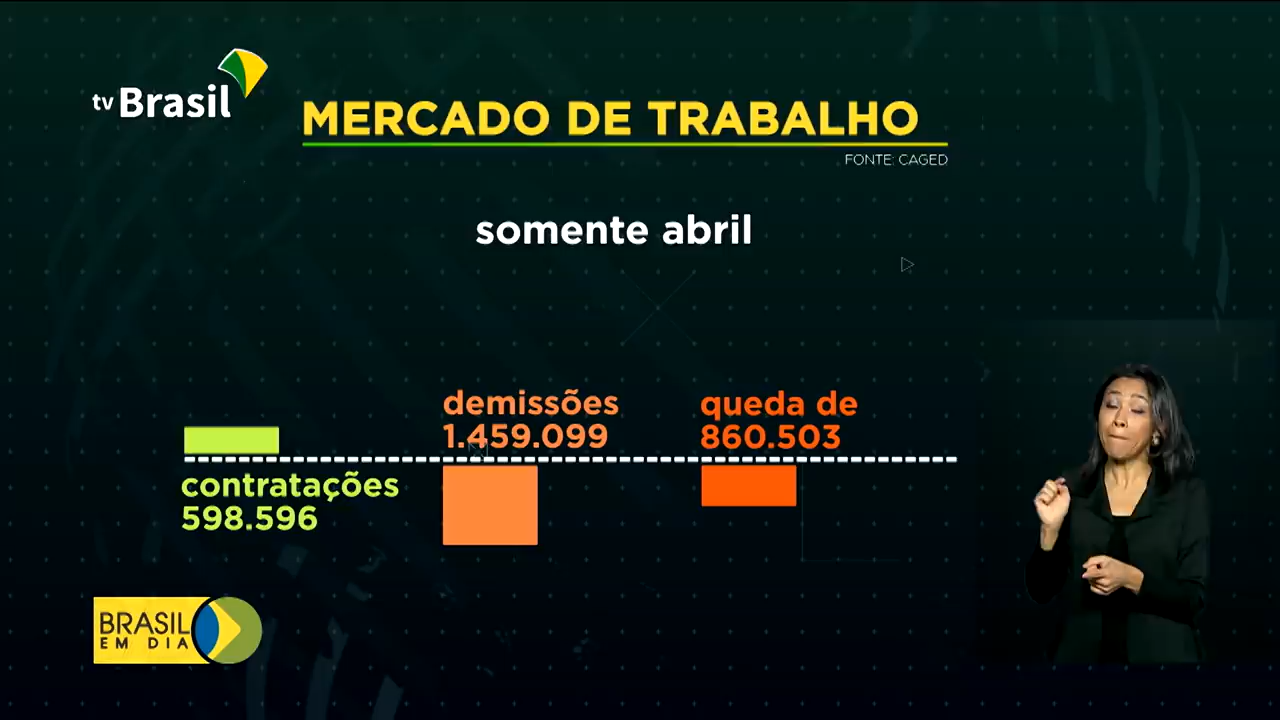 tv Brasil
MERCADO DE TRABALHO
FONTE: CAGED
somente abril
demissões
1.459.099
queda de
860.503
contratações
598.596
BRASIL
EM DIA